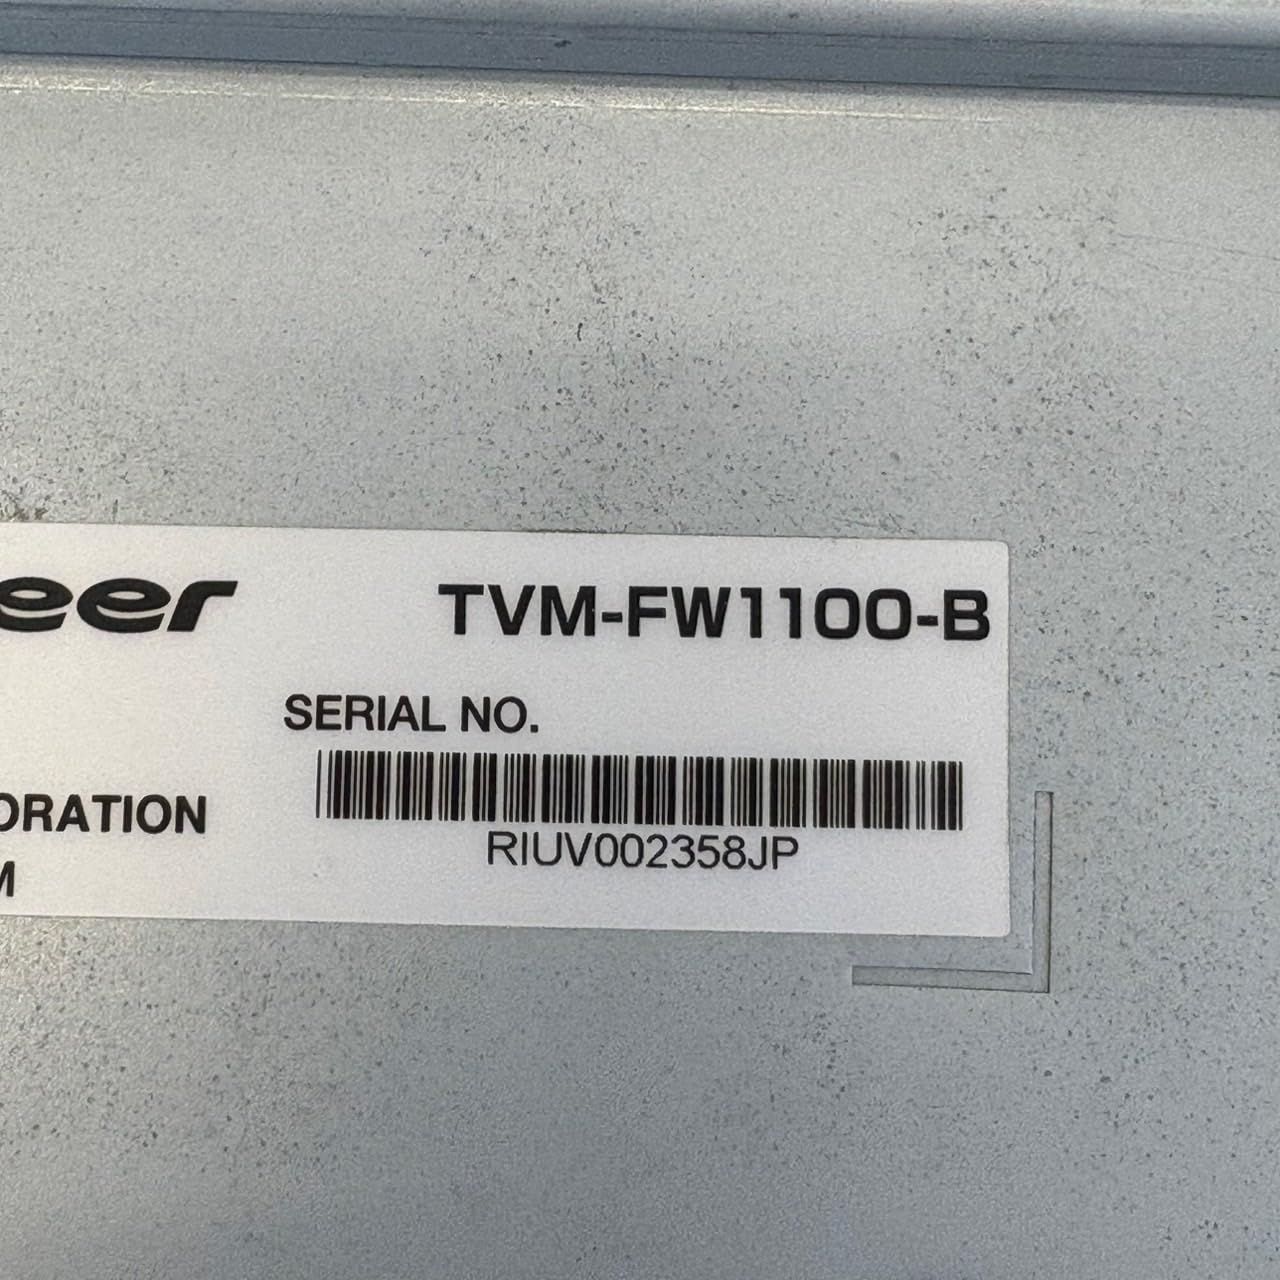 eer TVM-FW1100-B
SERIAL NO.
RIUV002358JP
ORATION
M